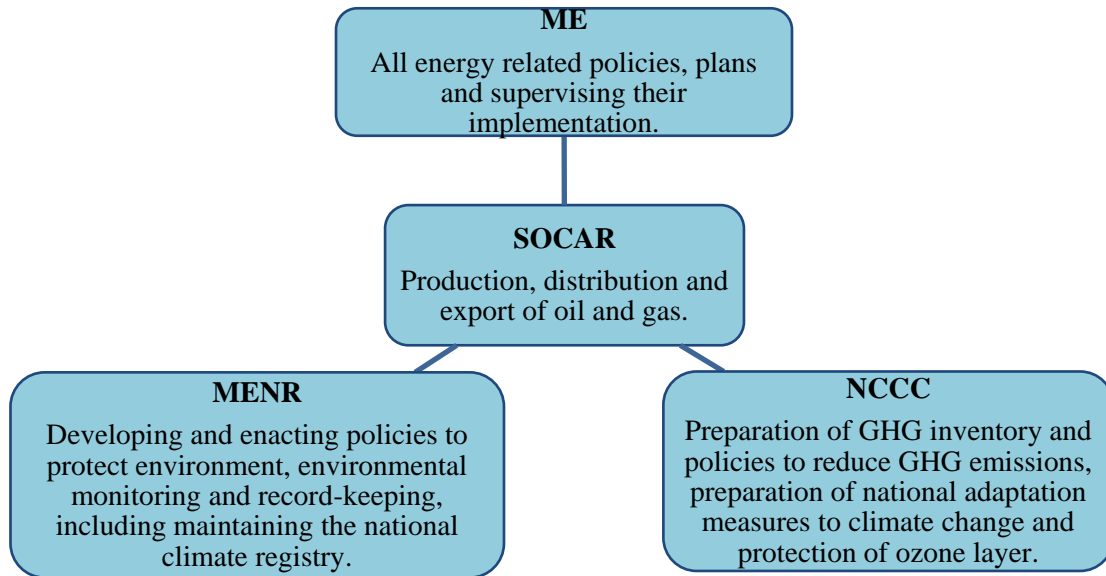 ME
All energy related policies, plans
and supervising their
implementation.
SOCAR
Production, distribution and
export of oil and gas.
MENR
Developing and enacting policies to
protect environment, environmental
monitoring and record-keeping,
including maintaining the national
climate registry.
NCCC
Preparation of GHG inventory and
policies to reduce GHG emissions,
preparation of national adaptation
measures to climate change and
protection of ozone layer.